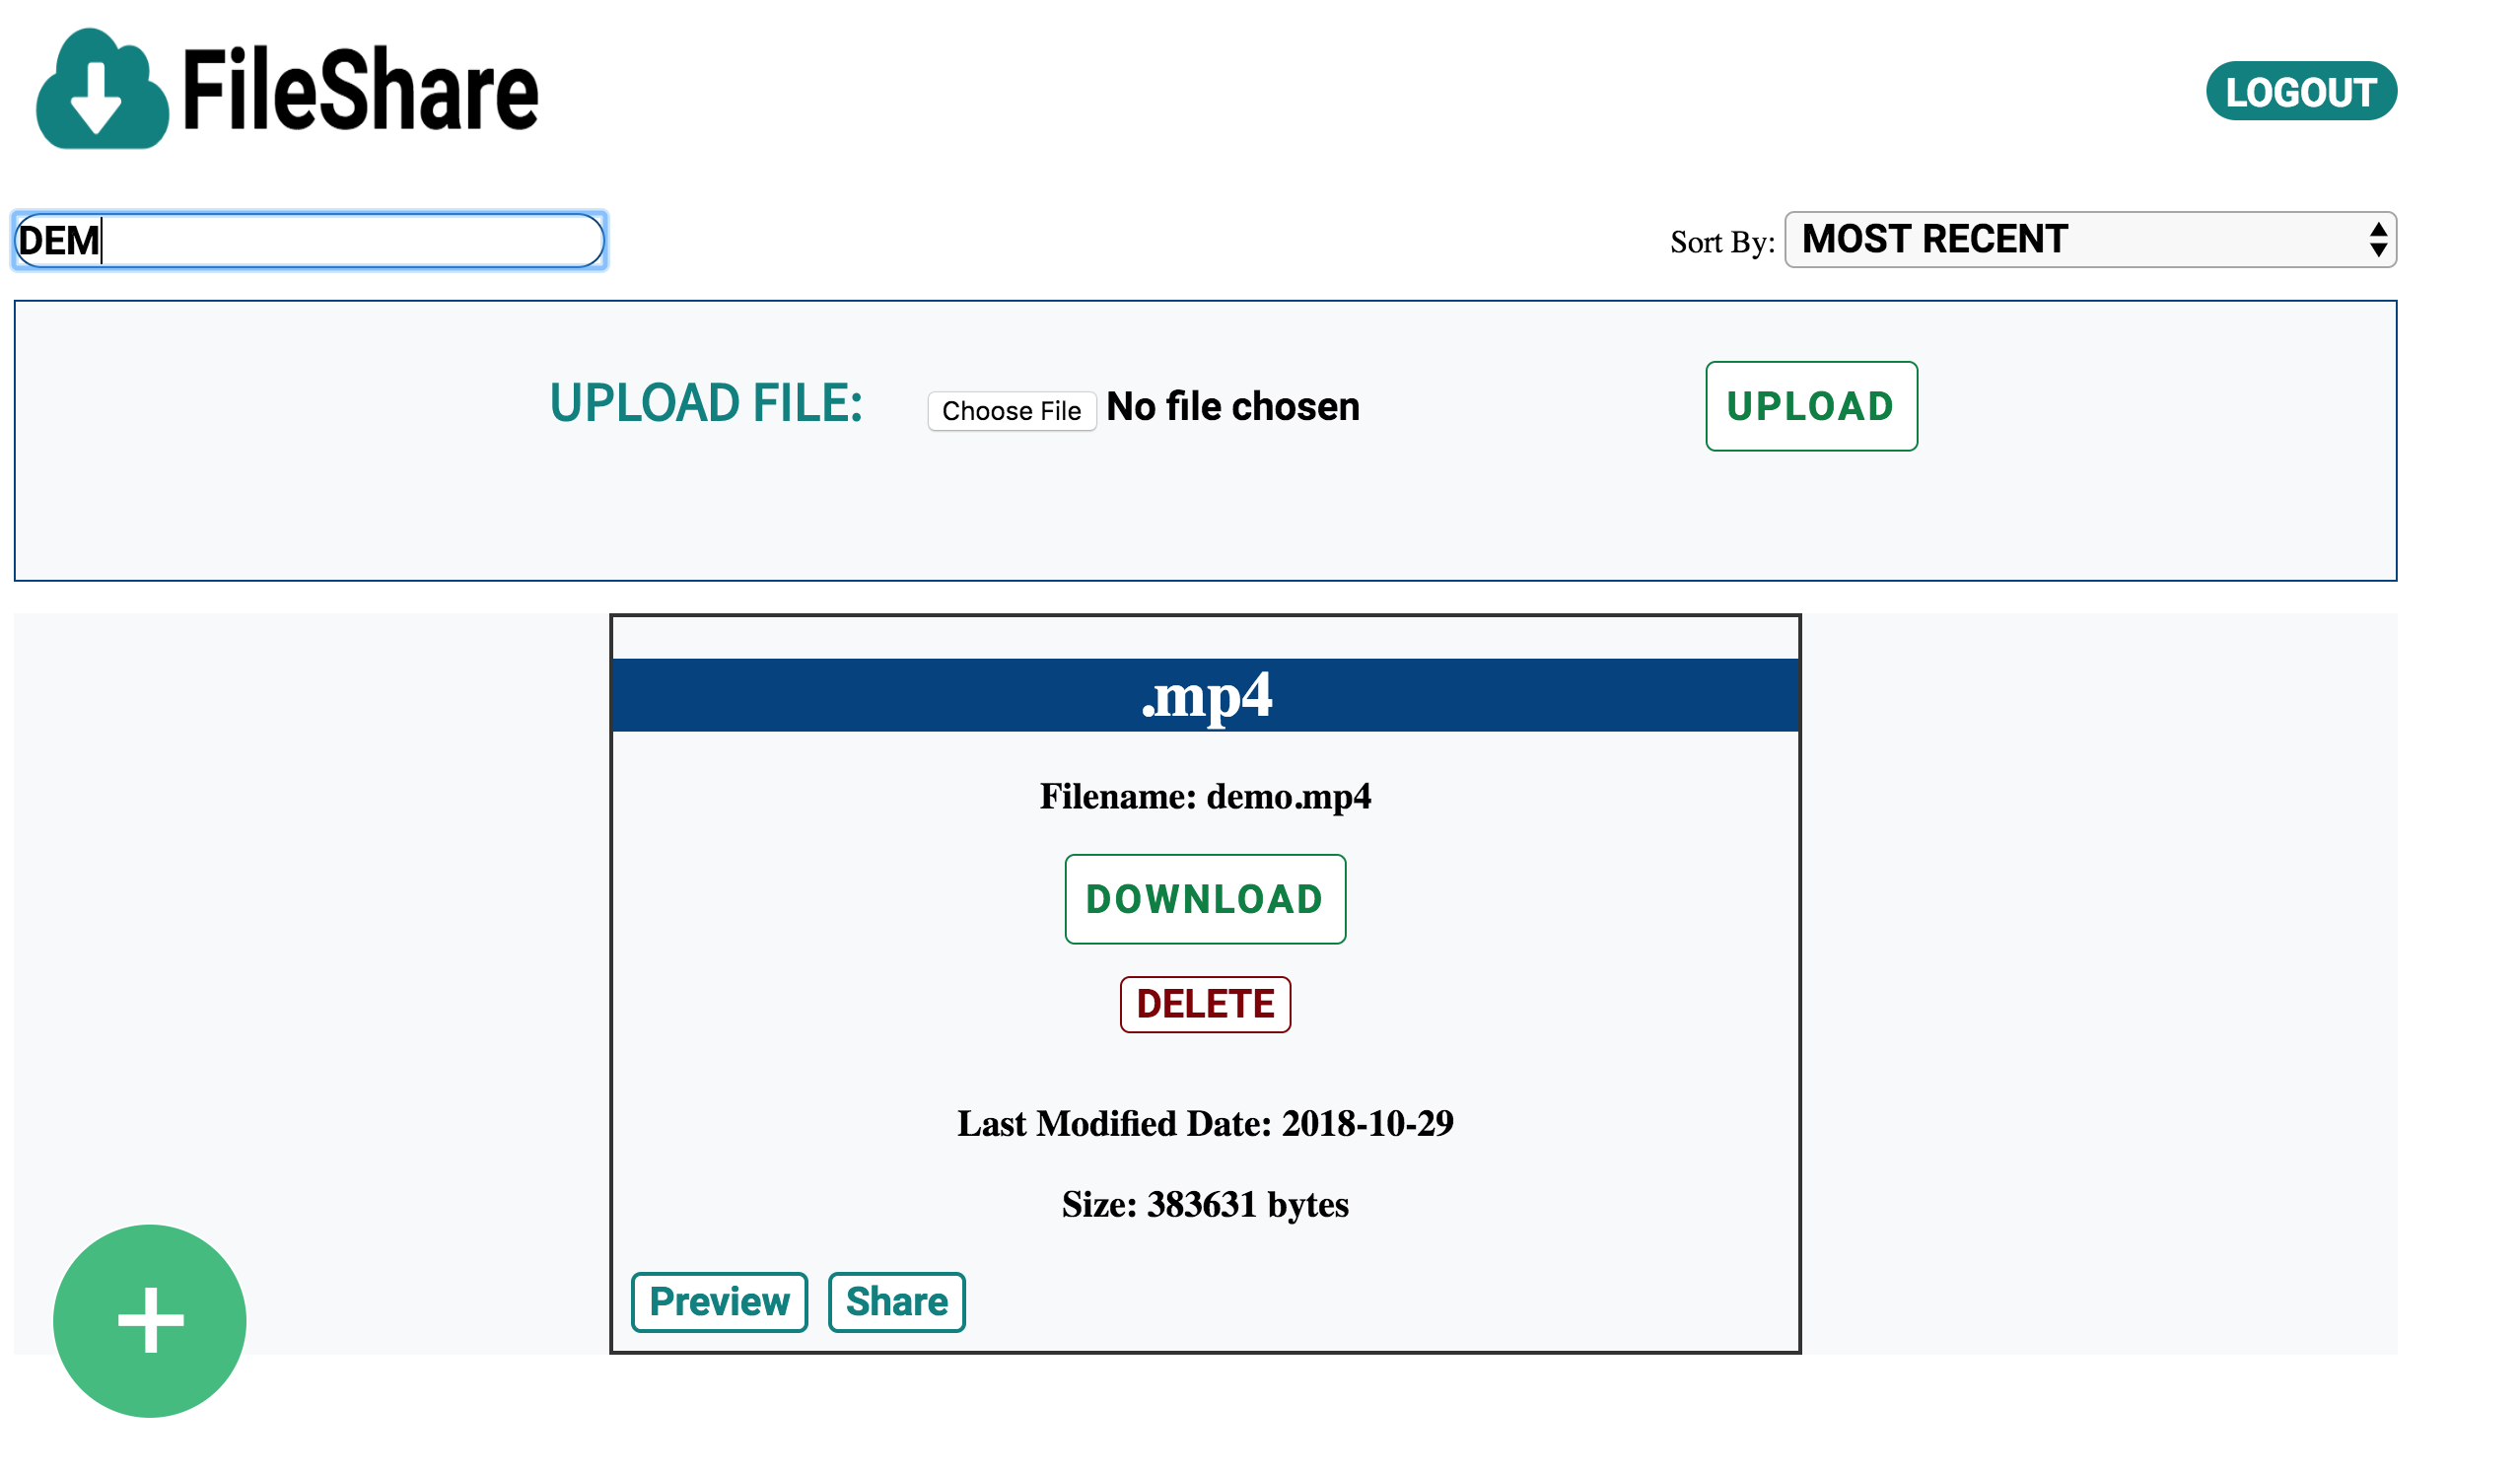 FileShare
LOGOUT
DEM
Sort By: MOST RECENT
UPLOAD FILE: Choose File No file chosen UPLOAD
.mp4
Filename: demo.mp4
DOWNLOAD
DELETE
Last Modified Date: 2018-10-29
Size: 383631 bytes
Preview Share
+